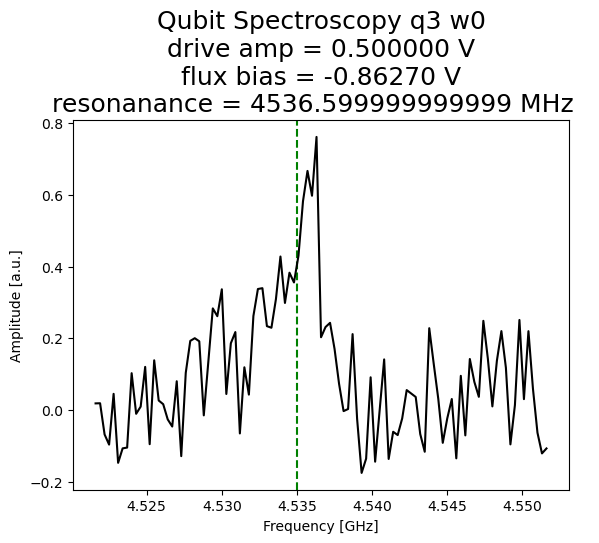 Qubit Spectroscopy q3 w0
drive amp = 0.500000 V
flux bias = -0.86270 V
resonanance = 4536.599999999999 MHz
0.8
0.6
0.4
0.2
0.0
−0.2
Amplitude [a.u.]
4.525 4.530 4.535 4.540 4.545 4.550
Frequency [GHz]